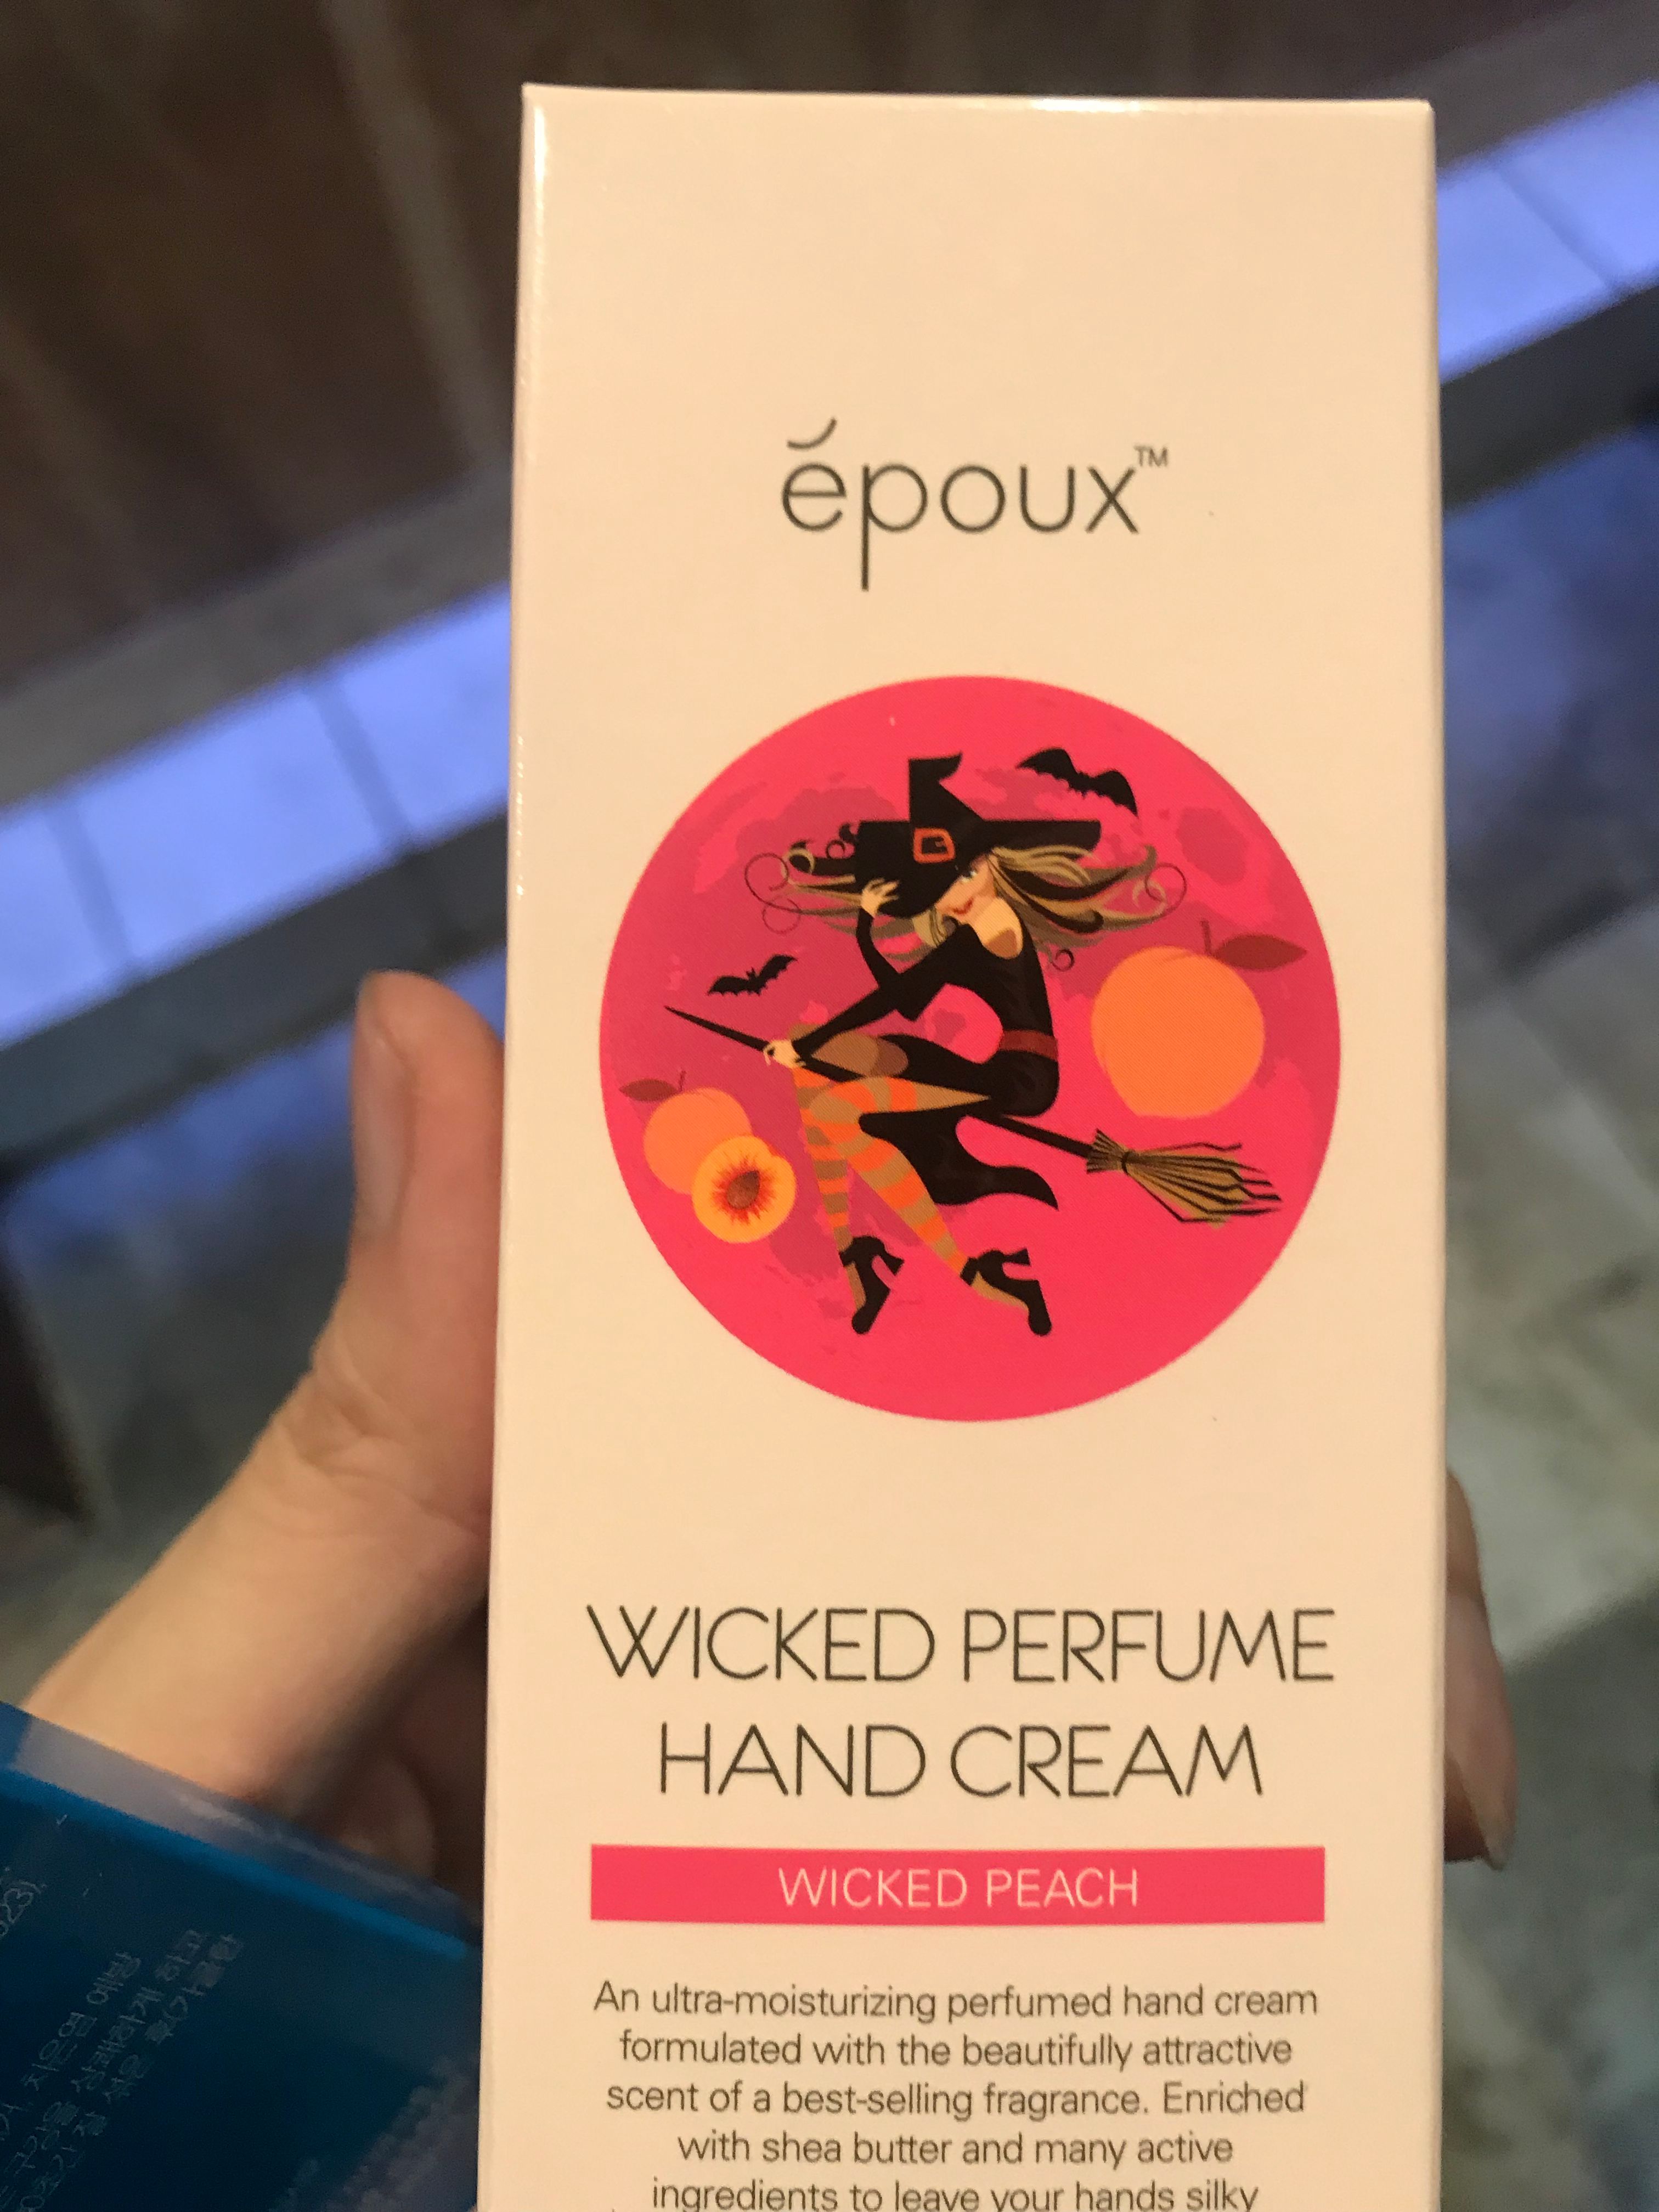 époux™
WICKED PERFUME
HAND CREAM
WICKED PEACH
An ultra-moisturizing perfumed hand cream
formulated with the beautifully attractive
scent of a best-selling fragrance. Enriched
with shea butter and many active
ingredients to leave your hands silky